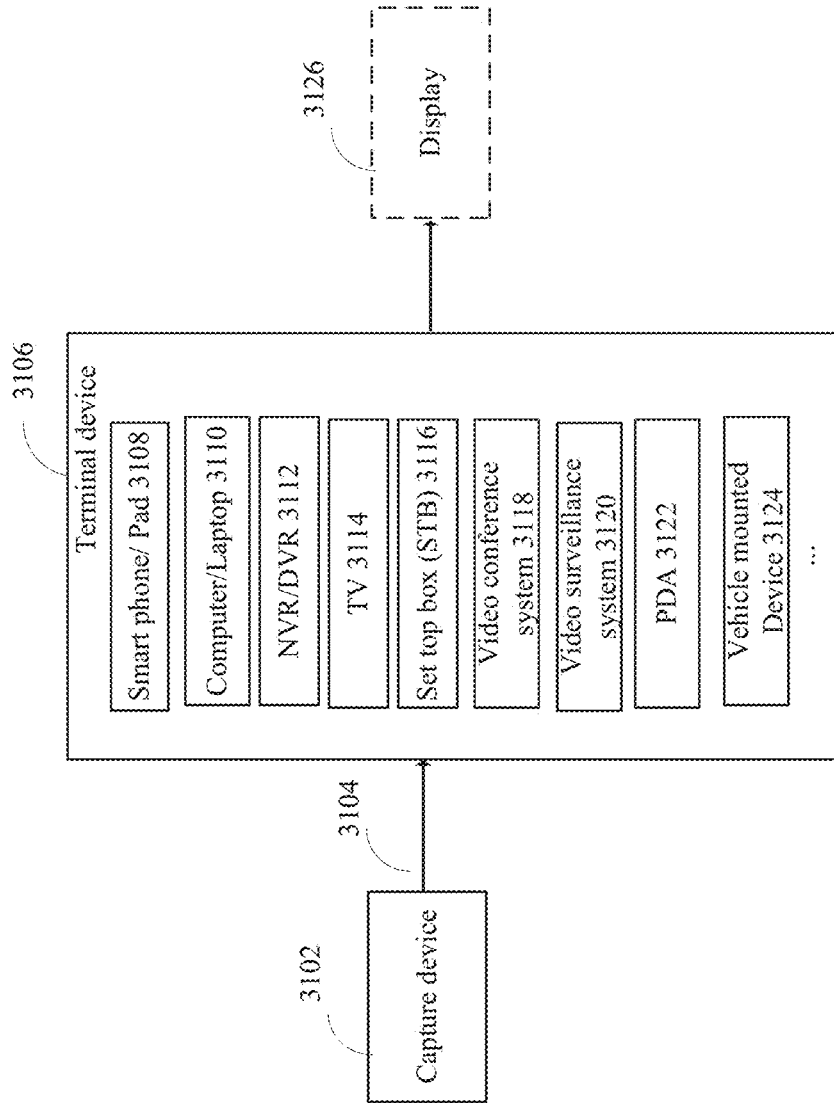 3102
Capture device
3104
3106
Terminal device
Smart phone/ Pad 3108
Computer/Laptop 3110
NVR/DVR 3112
TV 3114
Set top box (STB) 3116
Video conference
system 3118
Video surveillance
system 3120
PDA 3122
Vehicle mounted
Device 3124
...
3126
Display